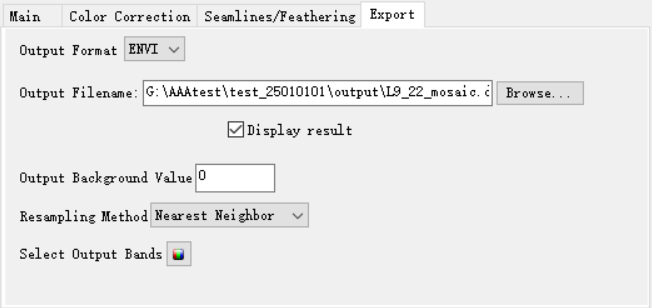 Main Color Correction Seamlines/Feathering Export
Output Format ENVI
Output Filename: G:\AAAtest\test_25010101\output\L9_22_mosaic. Browse...
Display result
Output Background Value 0
Resampling Method Nearest Neighbor
Select Output Bands